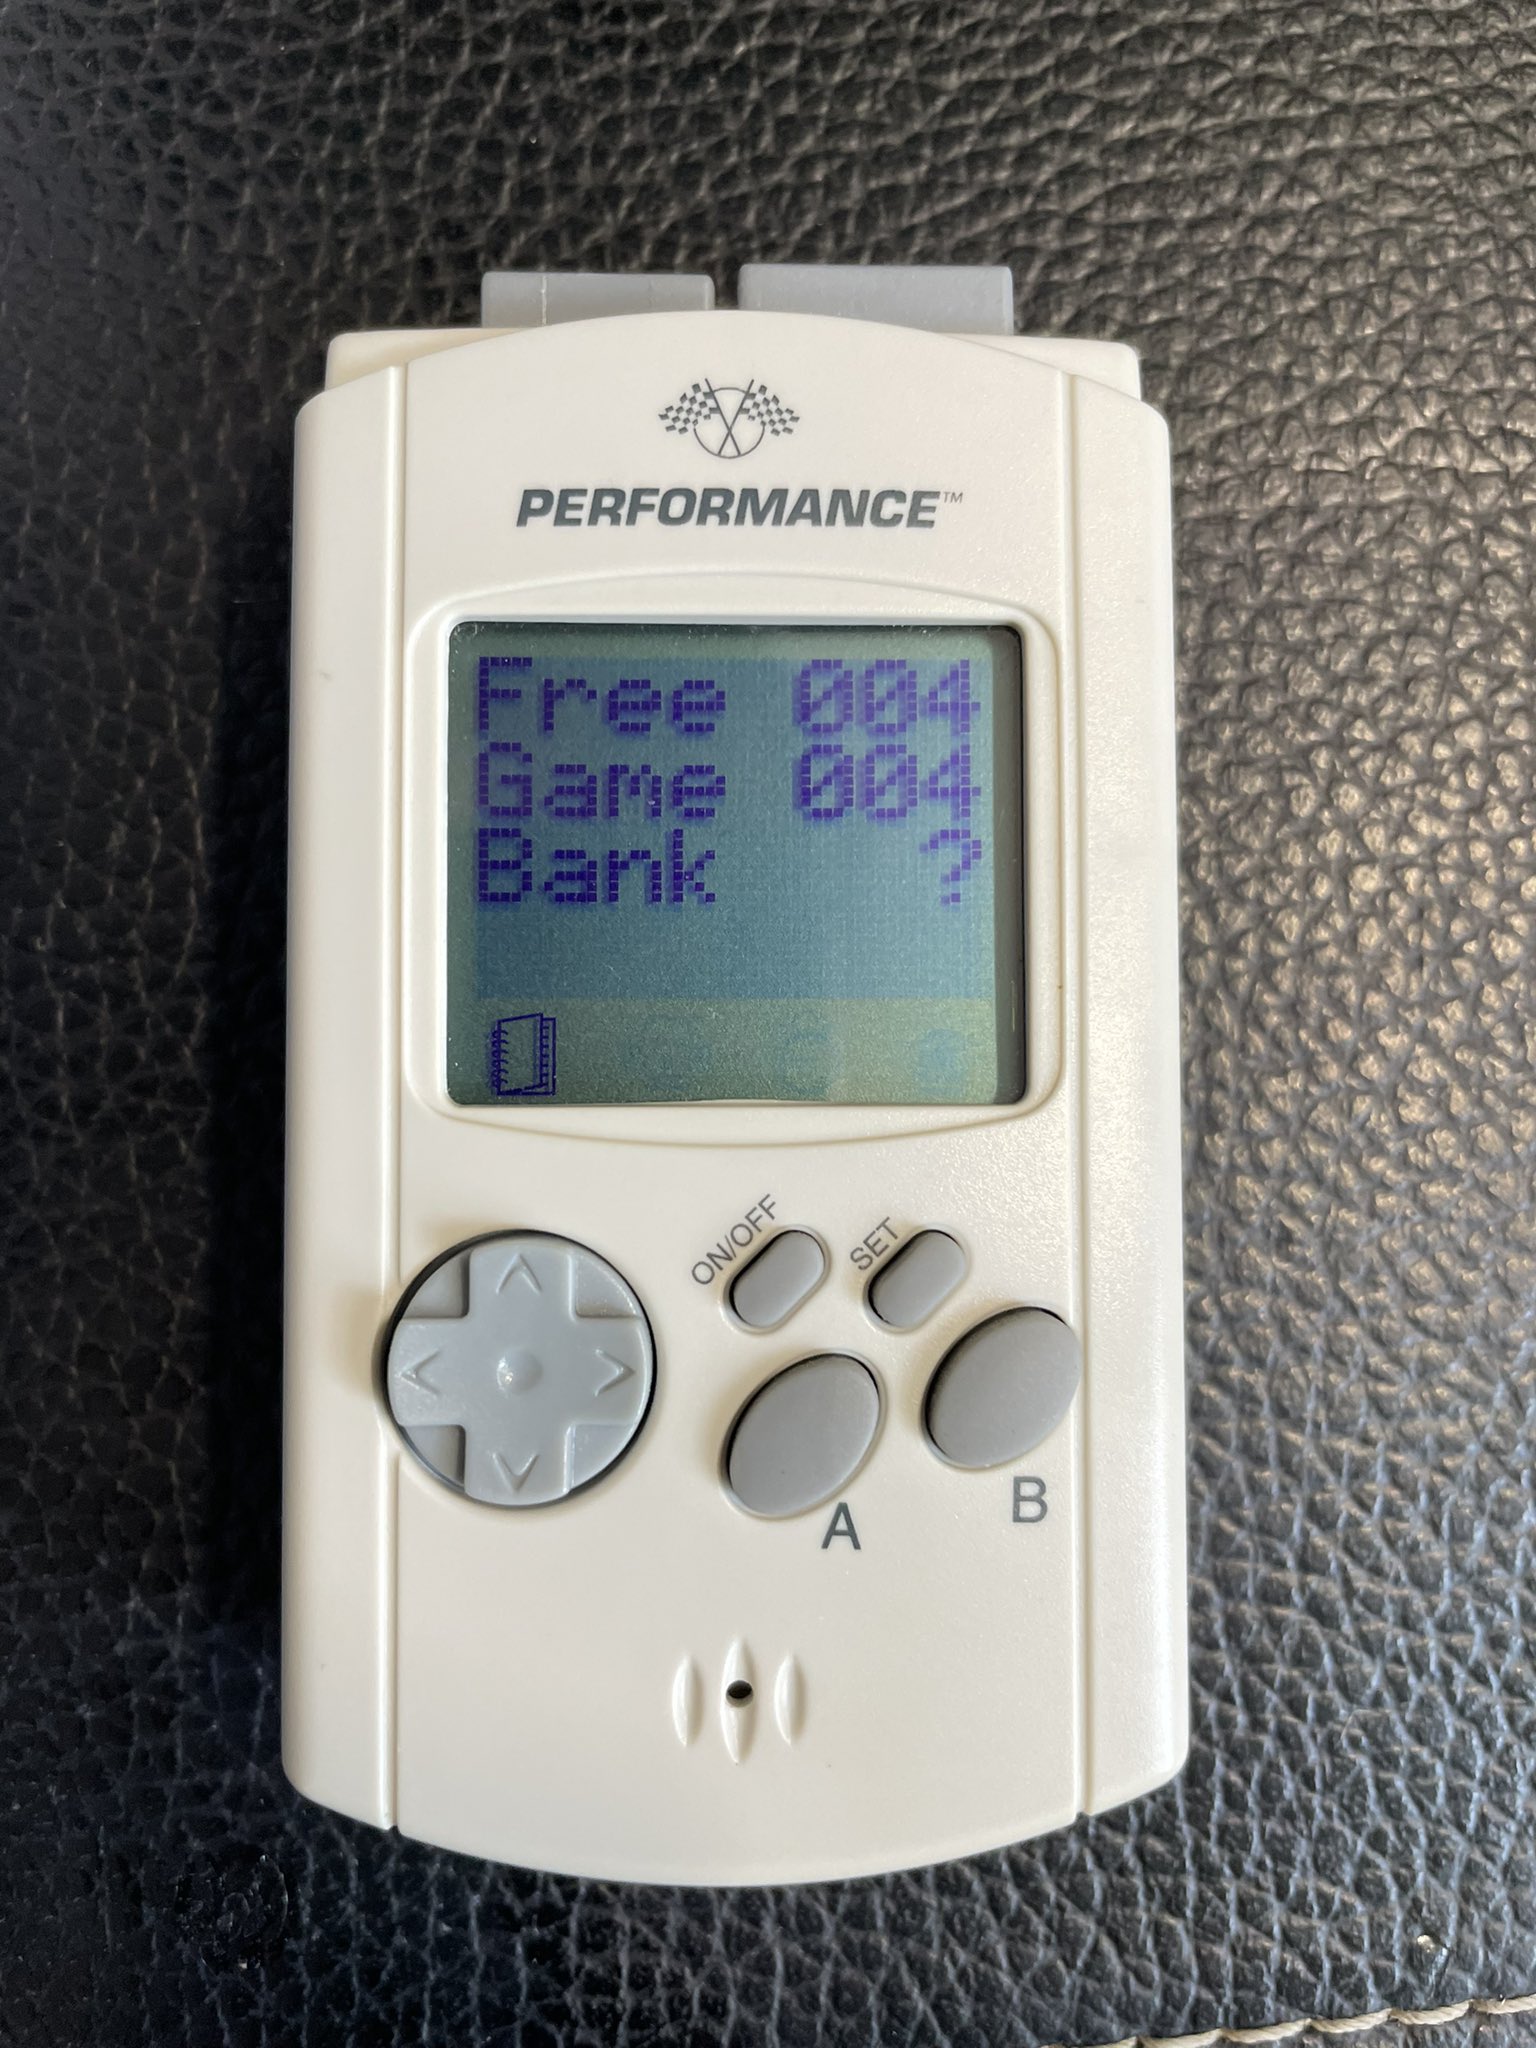 PERFORMANCE™
Free 004
Game 004
Bank ?
ON/OFF
SET
A
B